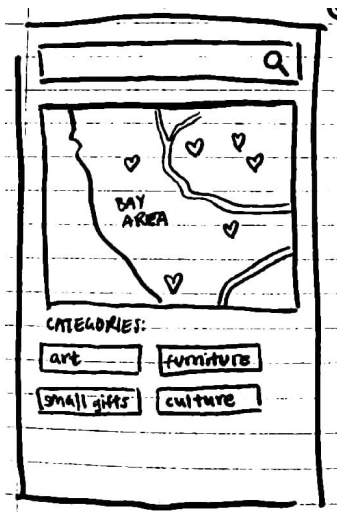 BAY
AREA
CATEGORIES:
art
furniture
small gifts
culture